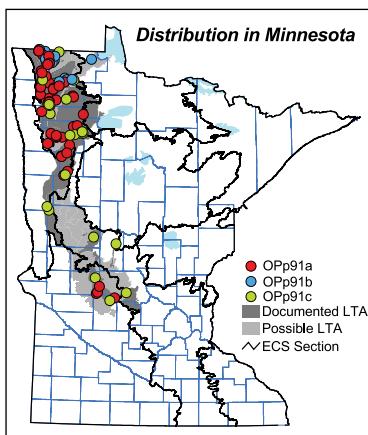 Distribution in Minnesota
OPp91a
OPp91b
OPp91c
Documented LTA
Possible LTA
ECS Section